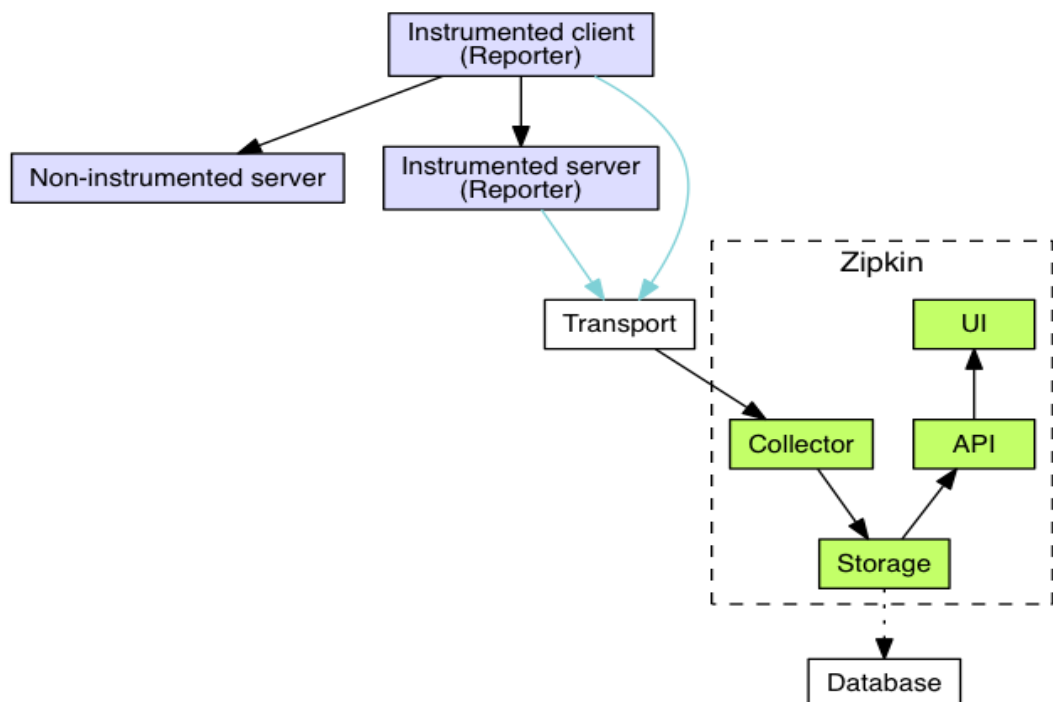 Instrumented client
(Reporter)
Non-instrumented server
Instrumented server
(Reporter)
Zipkin
Transport
UI
Collector
API
Storage
Database